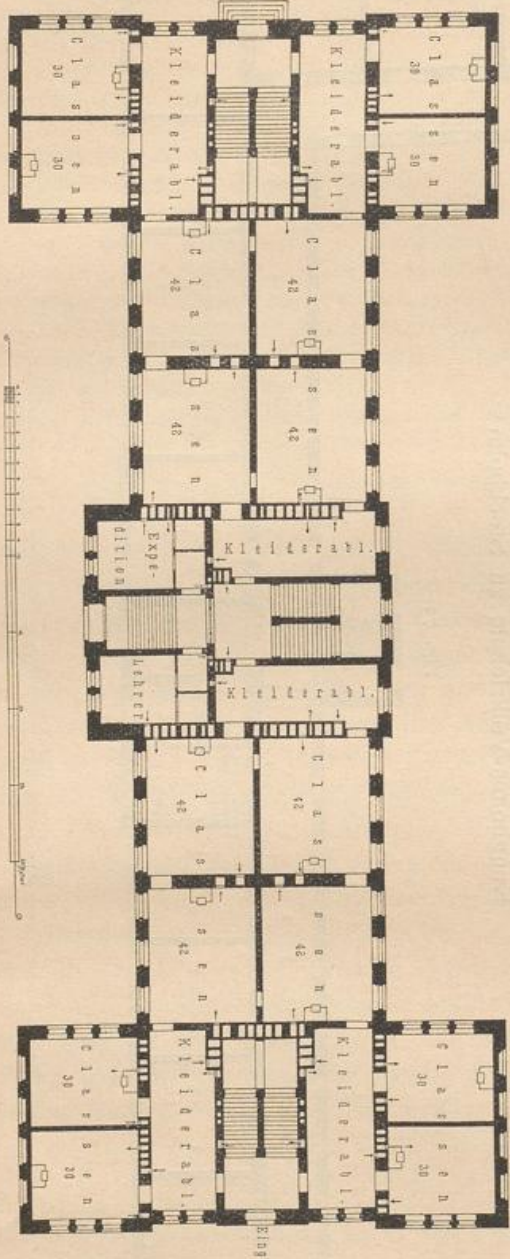 Classen
30
30
Kleiderabl.
Kleiderabl.
Classen
30
30
Classen
42
42
Classen
42
42
Expe-
dition
Kleiderabl.
Lehrer
Kleiderabl.
Classen
42
42
Classen
42
42
Classen
30
30
Kleiderabl.
Kleiderabl.
Classen
30
30
Eing